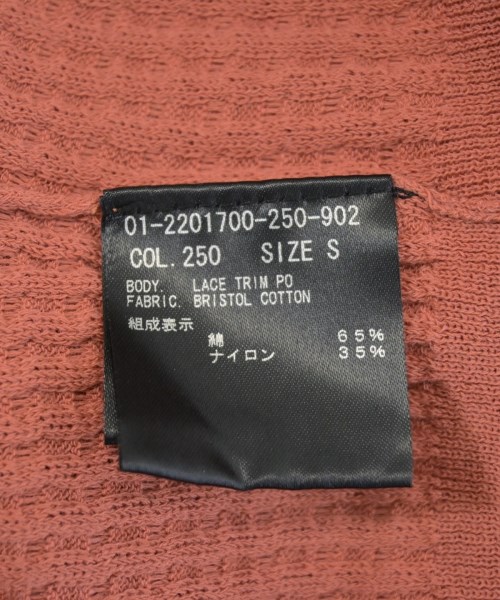 01-2201700-250-902
COL. 250 SIZE S
BODY. LACE TRIM PO
FABRIC. BRISTOL COTTON
組成表示
綿 65%
ナイロン 35%